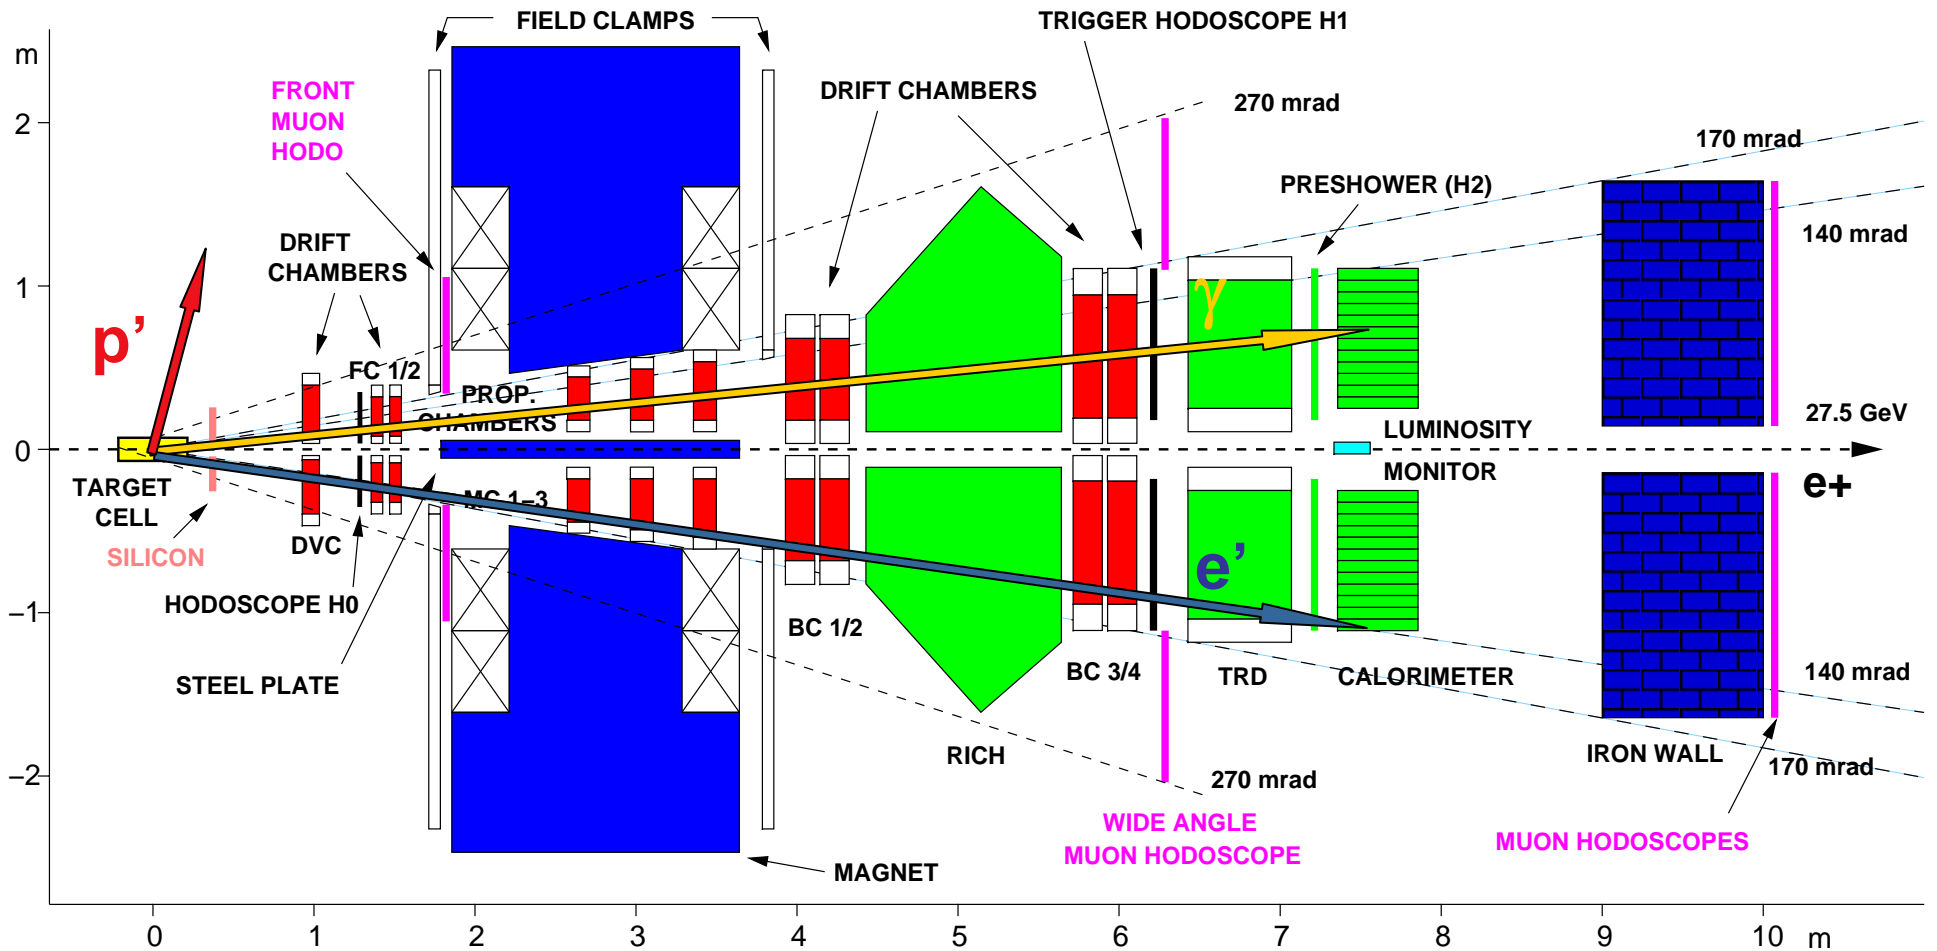 FIELD CLAMPS
TRIGGER HODOSCOPE H1
m
FRONT
MUON
HODO
DRIFT CHAMBERS
270 mrad
2
170 mrad
PRESHOWER (H2)
140 mrad
DRIFT
CHAMBERS
1
p’
γ
FC 1/2
PROP.
CHAMBERS
27.5 GeV
0
LUMINOSITY
MONITOR
e+
TARGET
CELL
MC 1–3
SILICON
DVC
e’
HODOSCOPE H0
–1
BC 1/2
STEEL PLATE
BC 3/4
TRD
CALORIMETER
140 mrad
RICH
IRON WALL
170 mrad
–2
270 mrad
WIDE ANGLE
MUON HODOSCOPE
MUON HODOSCOPES
MAGNET
0 1 2 3 4 5 6 7 8 9 10 m